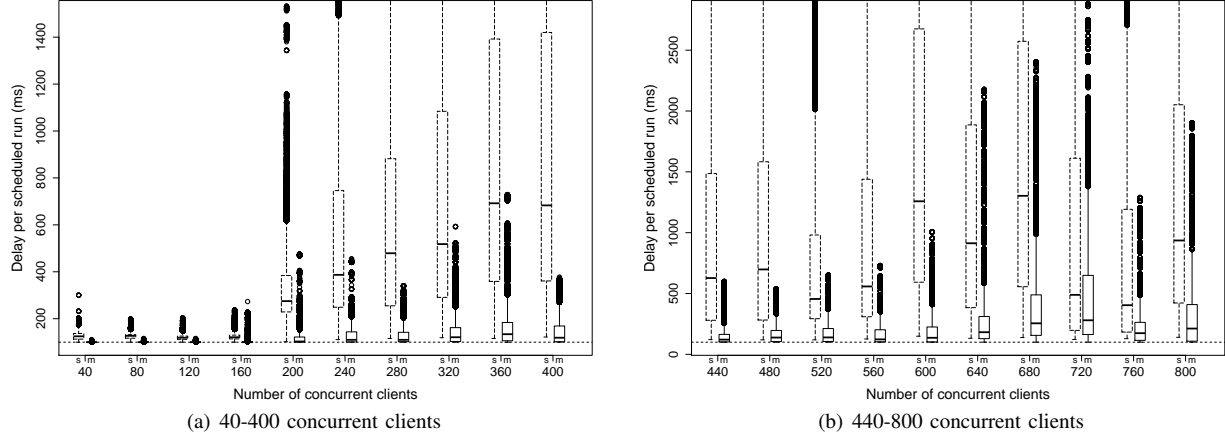 Delay per scheduled run (ms)
1400
1200
1000
800
600
400
200
s m s m s m s m s m s m s m s m s m s m
40 80 120 160 200 240 280 320 360 400
Number of concurrent clients
(a) 40-400 concurrent clients
Delay per scheduled run (ms)
2500
2000
1500
1000
500
0
s m s m s m s m s m s m s m s m s m s m
440 480 520 560 600 640 680 720 760 800
Number of concurrent clients
(b) 440-800 concurrent clients